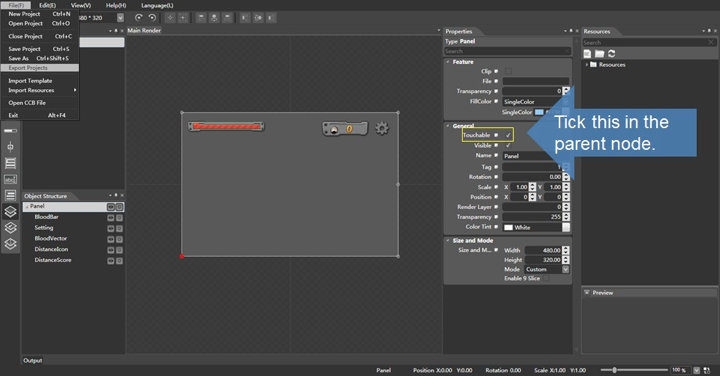 File(F) Edit(E) View(V) Help(H) Language(L)
New Project Ctrl+N
Open Project Ctrl+O
Close Project Ctrl+C
Save Project Ctrl+S
Save As Ctrl+Shift+S
Export Projects
Import Template
Import Resources
Open CCB File
Exit Alt+F4
480 * 320
Main Render
Object Structure
Panel
BloodBar
Setting
BloodVector
DistanceIcon
DistanceScore
Output
0
Properties
Type Panel
Search
Feature
Clip
File
Transparency 0
FillColor SingleColor
SingleColor
General
Touchable
Visible
Name Panel
Tag 1
Rotation 0.00
Scale X 1.00 Y 1.00
Position X 0 Y 0
Render Layer 0
Transparency 255
Color Tint White
Size and Mode
Size and M... Width 480.00
Height 320.00
Mode Custom
Enable 9 Slice
Tick this in the
parent node.
Resources
Search
Resources
Preview
Panel Position X:0.00 Y:0.00 Rotation 0.00 Scale X:1.00 Y:1.00 100 %